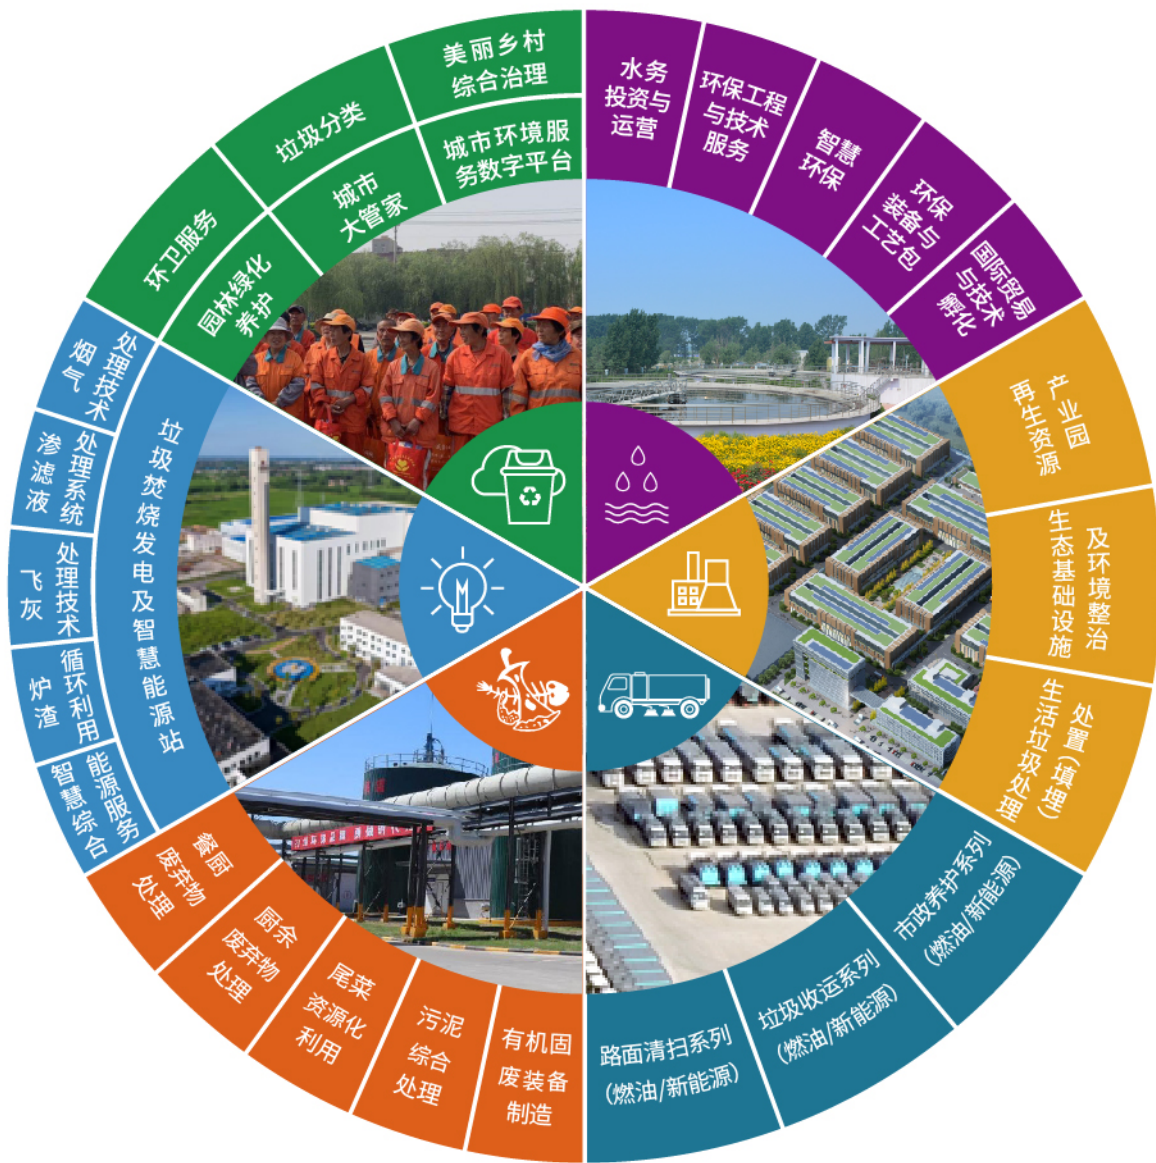 美丽乡村
综合治理
垃圾分类
环卫服务
城市环境服
务数字平台
城市
大管家
园林绿化
养护
水务
投资与
运营
环保工程
与技术
服务
智慧
环保
环保
装备与
工艺包
国际贸易
与技术
孵化
再生资源
产业园
生态基础设施
及环境整治
生活垃圾处理
处置(填埋)
市政养护系列
(燃油/新能源)
垃圾收运系列
(燃油/新能源)
路面清扫系列
(燃油/新能源)
有机固
废装备
制造
污泥
综合
处理
尾菜
资源化
利用
厨余
废弃物
处理
餐厨
废弃物
处理
垃圾焚烧发电及智慧能源站
烟气
处理技术
渗滤液
处理系统
飞灰
处理技术
炉渣
循环利用
智慧综合
能源服务